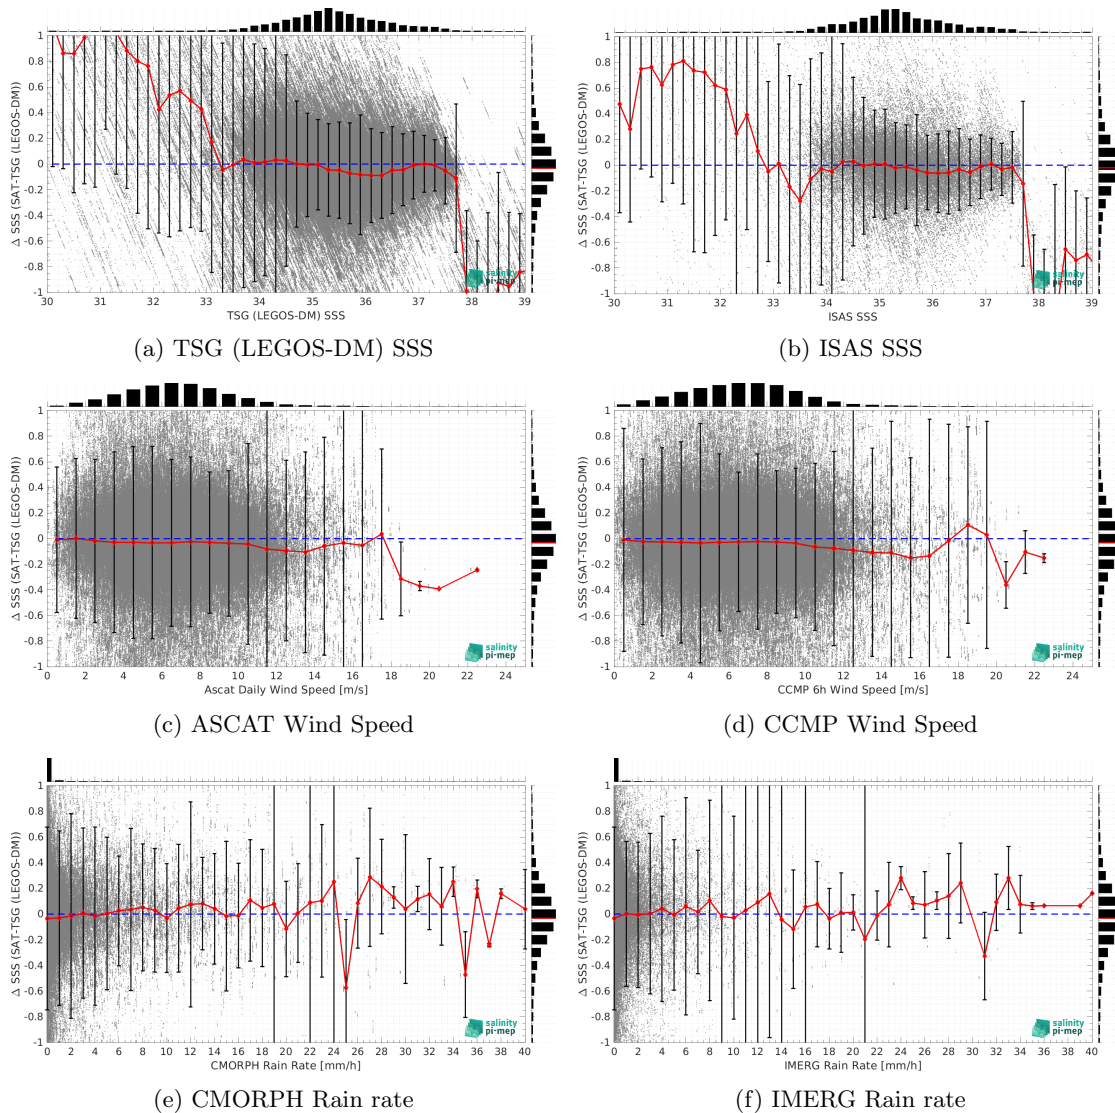 1
0.8
0.6
0.4
0.2
0
-0.2
-0.4
-0.6
-0.8
-1
Δ SSS (SAT-TSG (LEGOS-DM))
30 31 32 33 34 35 36 37 38 39
TSG (LEGOS-DM) SSS
salinity
pi-mep
(a) TSG (LEGOS-DM) SSS
1
0.8
0.6
0.4
0.2
0
-0.2
-0.4
-0.6
-0.8
-1
Δ SSS (SAT-TSG (LEGOS-DM))
30 31 32 33 34 35 36 37 38 39
ISAS SSS
salinity
pi-mep
(b) ISAS SSS
1
0.8
0.6
0.4
0.2
0
-0.2
-0.4
-0.6
-0.8
-1
Δ SSS (SAT-TSG (LEGOS-DM))
0 2 4 6 8 10 12 14 16 18 20 22 24
Ascat Daily Wind Speed [m/s]
salinity
pi-mep
(c) ASCAT Wind Speed
1
0.8
0.6
0.4
0.2
0
-0.2
-0.4
-0.6
-0.8
-1
Δ SSS (SAT-TSG (LEGOS-DM))
0 2 4 6 8 10 12 14 16 18 20 22 24
CCMP 6h Wind Speed [m/s]
salinity
pi-mep
(d) CCMP Wind Speed
1
0.8
0.6
0.4
0.2
0
-0.2
-0.4
-0.6
-0.8
-1
Δ SSS (SAT-TSG (LEGOS-DM))
0 2 4 6 8 10 12 14 16 18 20 22 24 26 28 30 32 34 36 38 40
CMORPH Rain Rate [mm/h]
salinity
pi-mep
(e) CMORPH Rain rate
1
0.8
0.6
0.4
0.2
0
-0.2
-0.4
-0.6
-0.8
-1
Δ SSS (SAT-TSG (LEGOS-DM))
0 2 4 6 8 10 12 14 16 18 20 22 24 26 28 30 32 34 36 38 40
IMERG Rain Rate [mm/h]
salinity
pi-mep
(f) IMERG Rain rate